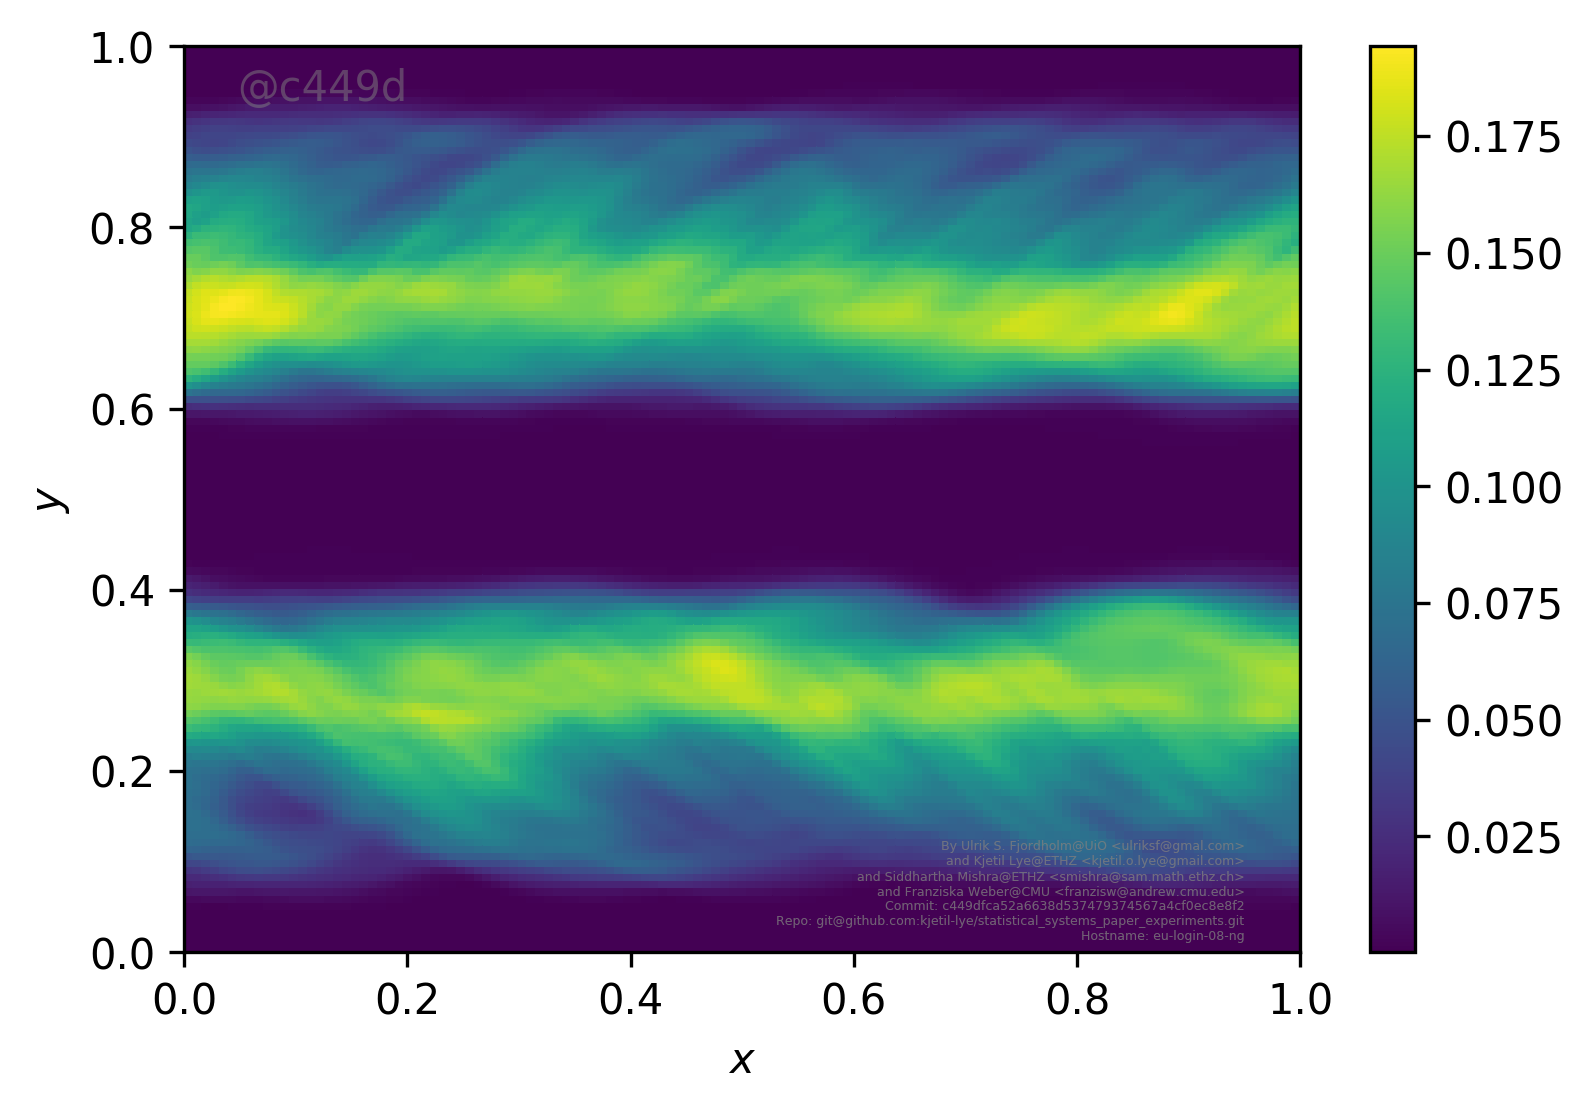 1.0
0.8
0.6
0.4
0.2
0.0
y
0.0 0.2 0.4 0.6 0.8 1.0
x
0.175
0.150
0.125
0.100
0.075
0.050
0.025
@c449d
By Ulrik S. Fjordholm@UiO <ulriksf@gmal.com>
and Kjetil Lye@ETHZ <kjetil.o.lye@gmail.com>
and Siddhartha Mishra@ETHZ <smishra@sam.math.ethz.ch>
and Franziska Weber@CMU <franzisw@andrew.cmu.edu>
Commit: c449dfca52a6638d537479374567a4cf0ec8e8f2
Repo: git@github.com:kjetil-lye/statistical_systems_paper_experiments.git
Hostname: eu-login-08-ng